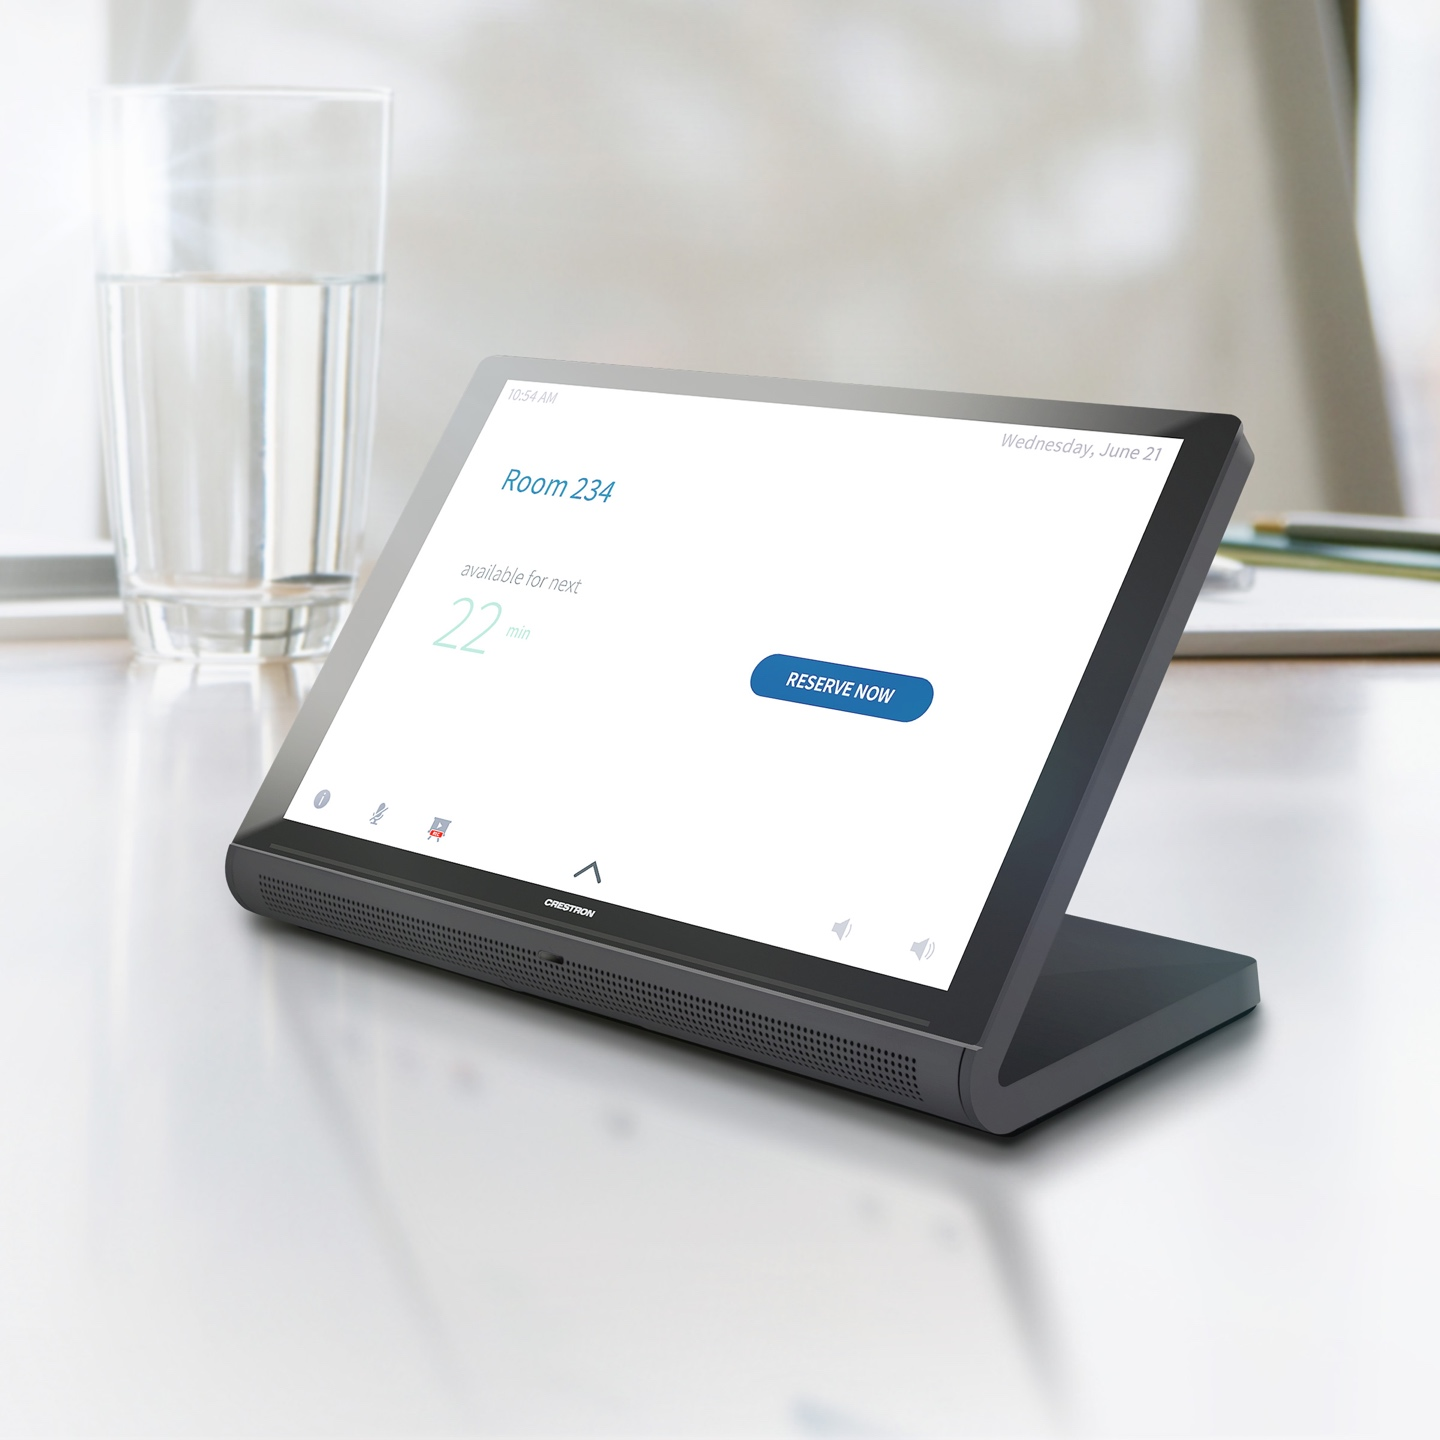 10:54 AM
Wednesday, June 21
Room 234
available for next
22 min
RESERVE NOW
CRESTRON